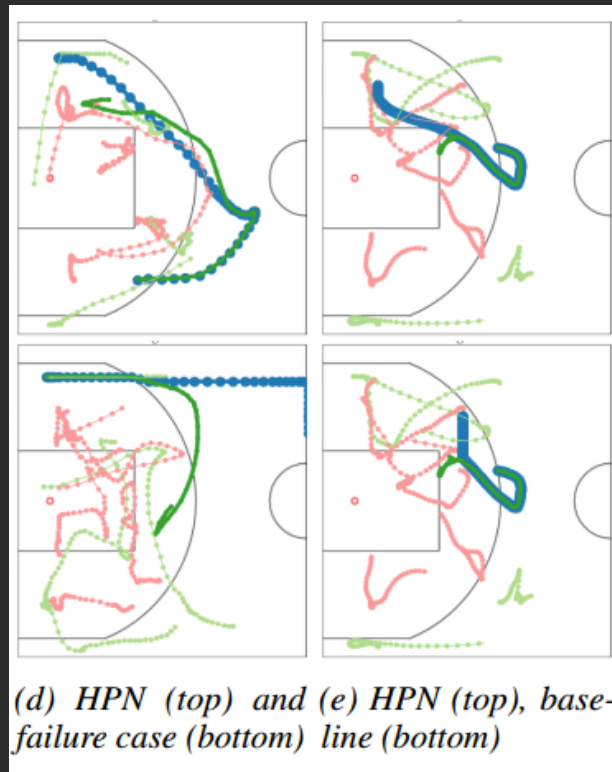 (d) HPN (top) and (e) HPN (top), base-
failure case (bottom) line (bottom)